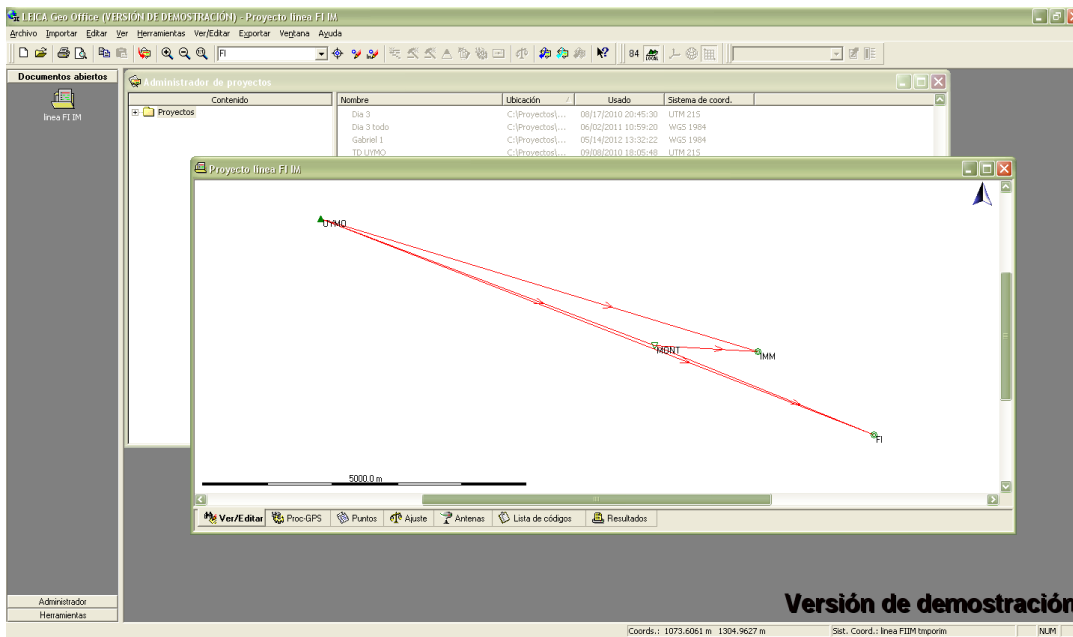 LEICA Geo Office (VERSIÓN DE DEMOSTRACIÓN) - Proyecto linea FI IM
Archivo Importar Editar Ver Herramientas Ver/Editar Exportar Ventana Ayuda
FI 84 LOCAL
Documentos abiertos
linea FI IM
Administrador de proyectos
Contenido Nombre Ubicación Usado Sistema de coord.
Proyectos
Dia 3 C:\Proyectos\... 08/17/2010 20:45:30 UTM 21S
Dia 3 todo C:\Proyectos\... 06/02/2011 10:59:20 WGS 1984
Gabriel 1 C:\Proyectos\... 05/14/2012 13:32:22 WGS 1984
TD UYMO C:\Proyectos\... 09/08/2010 18:05:48 UTM 21S
Proyecto linea FI IM
UYMO
MONT
IMM
FI
5000.0 m
Ver/Editar Proc-GPS Puntos Ajuste Antenas Lista de códigos Resultados
Administrador
Herramientas
Versión de demostración
Coords.: 1073.6061 m 1304.9627 m Sist. Coord.: linea FIIM tmporim NUM